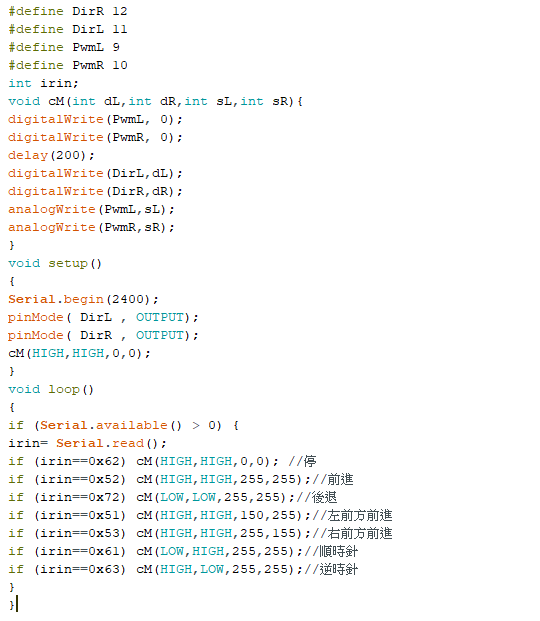 #define DirR 12
#define DirL 11
#define PwmL 9
#define PwmR 10
int irin;
void cM(int dL,int dR,int sL,int sR){
digitalWrite(PwmL, 0);
digitalWrite(PwmR, 0);
delay(200);
digitalWrite(DirL,dL);
digitalWrite(DirR,dR);
analogWrite(PwmL,sL);
analogWrite(PwmR,sR);
}
void setup()
{
Serial.begin(2400);
pinMode( DirL , OUTPUT);
pinMode( DirR , OUTPUT);
cM(HIGH,HIGH,0,0);
}
void loop()
{
if (Serial.available() > 0) {
irin= Serial.read();
if (irin==0x62) cM(HIGH,HIGH,0,0); //停
if (irin==0x52) cM(HIGH,HIGH,255,255);//前進
if (irin==0x72) cM(LOW,LOW,255,255);//後退
if (irin==0x51) cM(HIGH,HIGH,150,255);//左前方前進
if (irin==0x53) cM(HIGH,HIGH,255,155);//右前方前進
if (irin==0x61) cM(LOW,HIGH,255,255);//順時針
if (irin==0x63) cM(HIGH,LOW,255,255);//逆時針
}
}